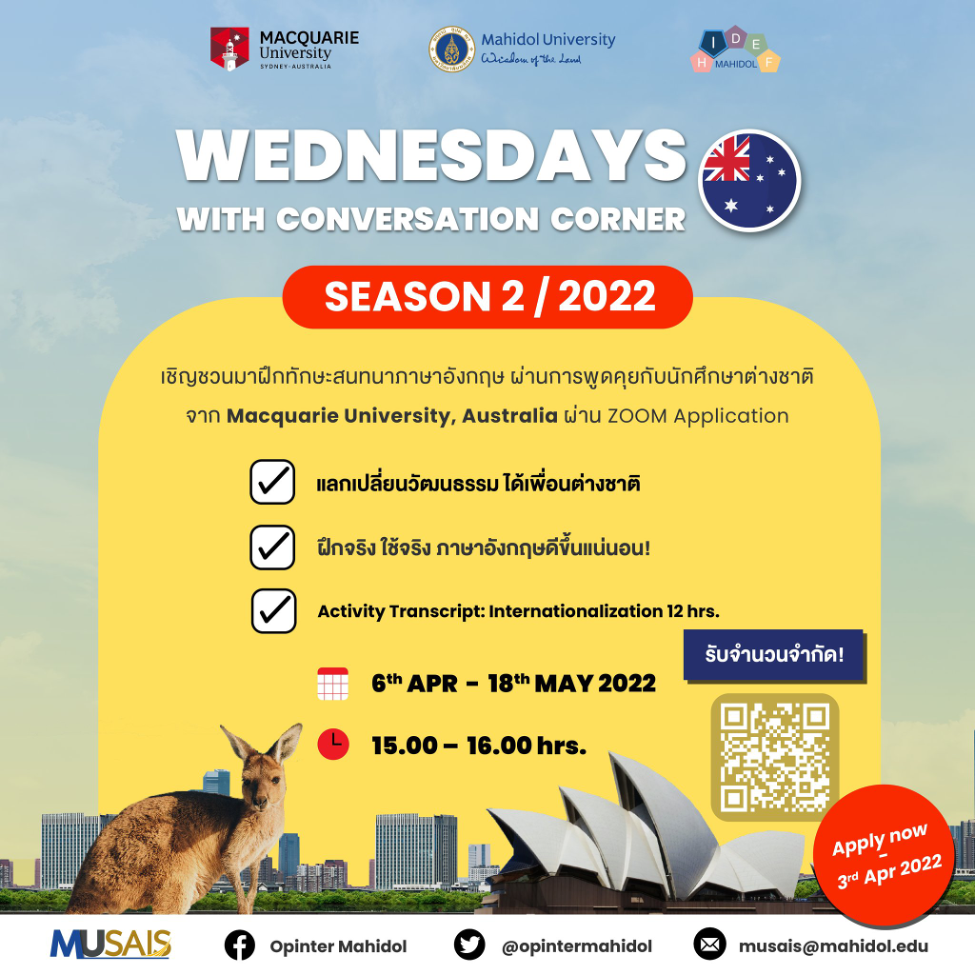 MACQUARIE
University
SYDNEY·AUSTRALIA
Mahidol University
Wisdom of the Land
H I D E F
MAHIDOL
WEDNESDAYS
WITH CONVERSATION CORNER
SEASON 2 / 2022
เชิญชวนมาฝึกทักษะสนทนาภาษาอังกฤษ ผ่านการพูดคุยกับนักศึกษาต่างชาติ
จาก Macquarie University, Australia ผ่าน ZOOM Application
แลกเปลี่ยนวัฒนธรรม ได้เพื่อนต่างชาติ
ฝึกจริง ใช้จริง ภาษาอังกฤษดีขึ้นแน่นอน!
Activity Transcript: Internationalization 12 hrs.
รับจำนวนจำกัด!
6th APR – 18th MAY 2022
15.00 – 16.00 hrs.
Apply now
–
3rd Apr 2022
MUSAIS
Opinter Mahidol
@opintermahidol
musais@mahidol.edu